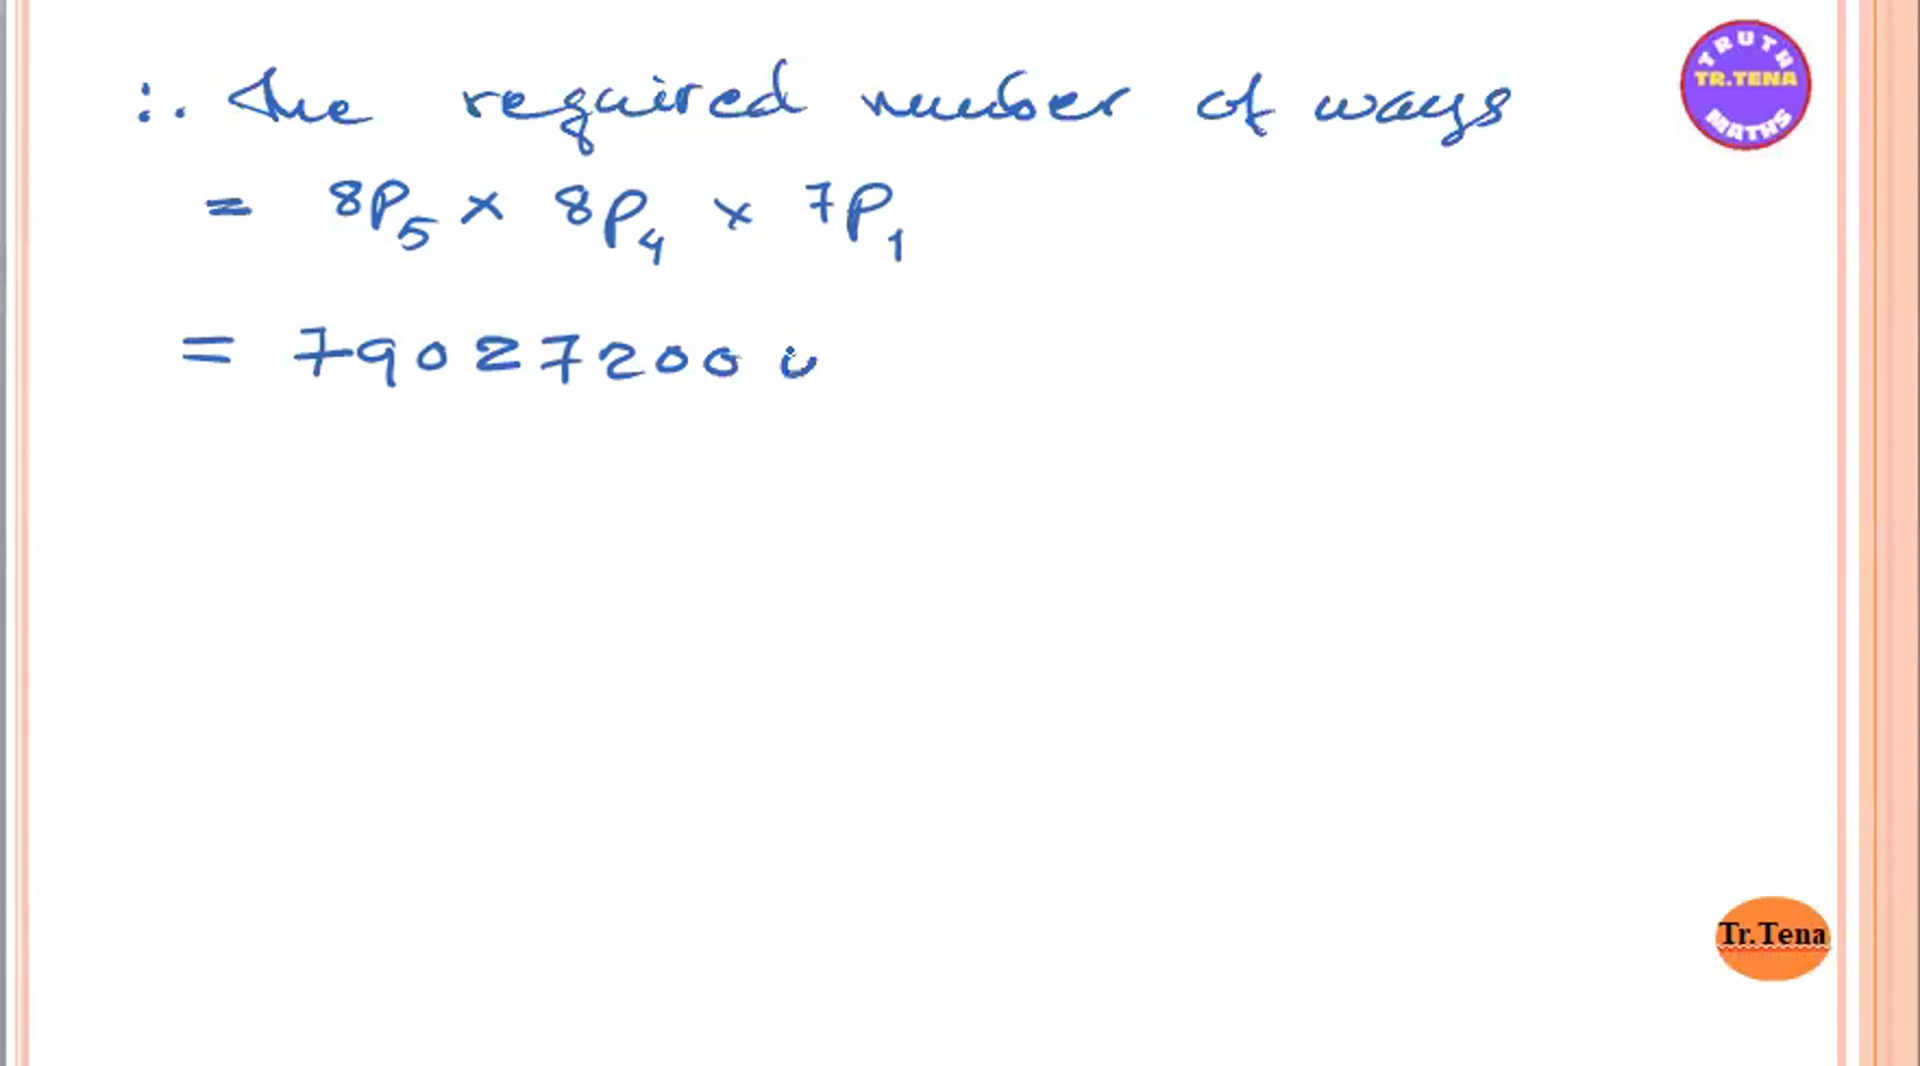 ∴ the required number of ways
= 8P₅ × 8P₄ × 7P₁
= 79027200
TRUTH
TR.TENA
MATHS
Tr.Tena